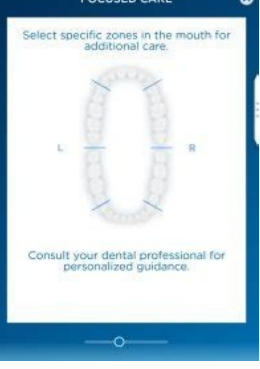 FOCUSED CARE
Select specific zones in the mouth for
additional care.
L R
Consult your dental professional for
personalized guidance.